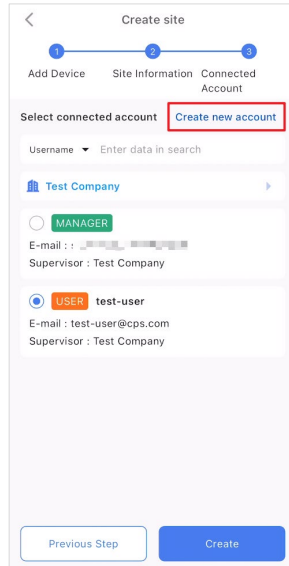 Create site
1 2 3
Add Device Site Information Connected
Account
Select connected account Create new account
Username Enter data in search
Test Company
MANAGER
E-mail :
Supervisor : Test Company
USER test-user
E-mail : test-user@cps.com
Supervisor : Test Company
Previous Step Create